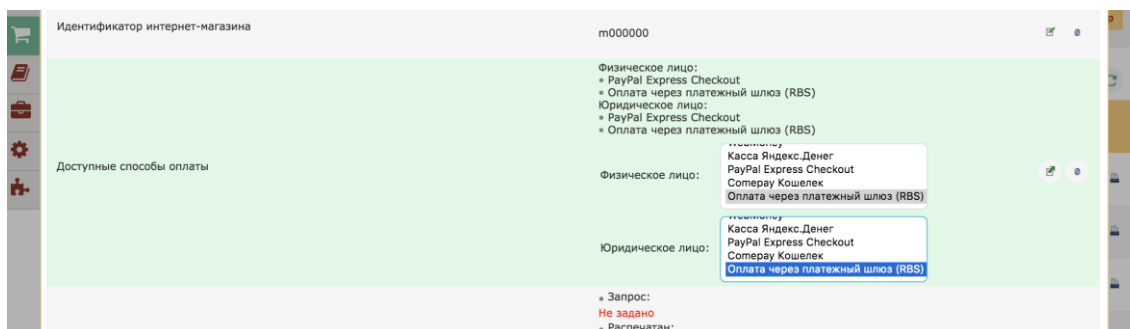 Идентификатор интернет-магазина
m000000
Физическое лицо:
• PayPal Express Checkout
• Оплата через платежный шлюз (RBS)
Юридическое лицо:
• PayPal Express Checkout
• Оплата через платежный шлюз (RBS)
Доступные способы оплаты
Физическое лицо:
WebMoney
Касса Яндекс.Денег
PayPal Express Checkout
Comepay Кошелек
Оплата через платежный шлюз (RBS)
Юридическое лицо:
WebMoney
Касса Яндекс.Денег
PayPal Express Checkout
Comepay Кошелек
Оплата через платежный шлюз (RBS)
• Запрос:
Не задано
• Распечатан: